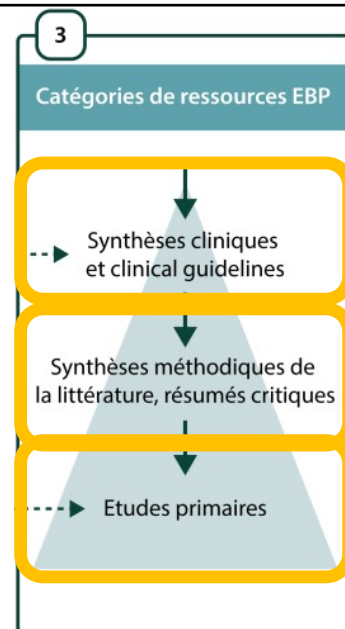 3
Catégories de ressources EBP
Synthèses cliniques
et clinical guidelines
Synthèses méthodiques de
la littérature, résumés critiques
Etudes primaires